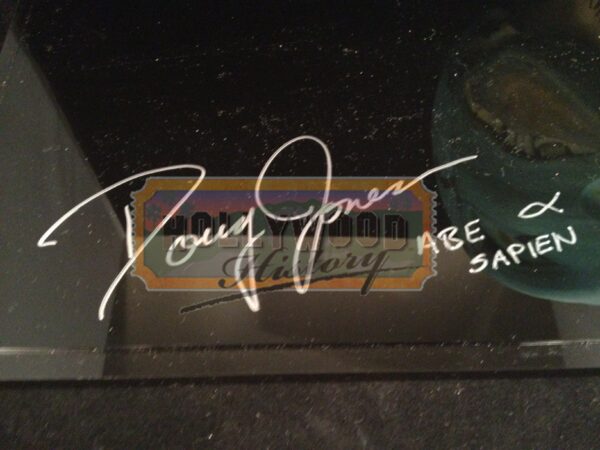 Doug Jones
ABE
SAPIEN
HOLLYWOOD
History